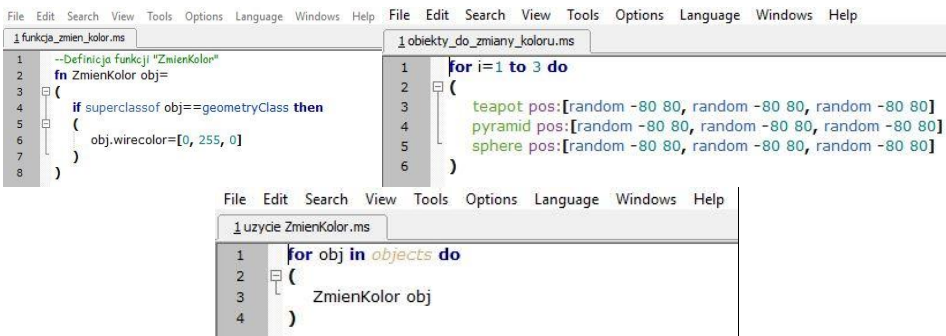 File Edit Search View Tools Options Language Windows Help
1 funkcja_zmien_kolor.ms
1 --Definicja funkcji "ZmienKolor"
2 fn ZmienKolor obj=
3 (
4 if superclassof obj==geometryClass then
5 (
6 obj.wirecolor=[0, 255, 0]
7 )
8 )
File Edit Search View Tools Options Language Windows Help
1 obiekty_do_zmiany_koloru.ms
1 for i=1 to 3 do
2 (
3 teapot pos:[random -80 80, random -80 80, random -80 80]
4 pyramid pos:[random -80 80, random -80 80, random -80 80]
5 sphere pos:[random -80 80, random -80 80, random -80 80]
6 )
File Edit Search View Tools Options Language Windows Help
1 uzycie ZmienKolor.ms
1 for obj in objects do
2 (
3 ZmienKolor obj
4 )